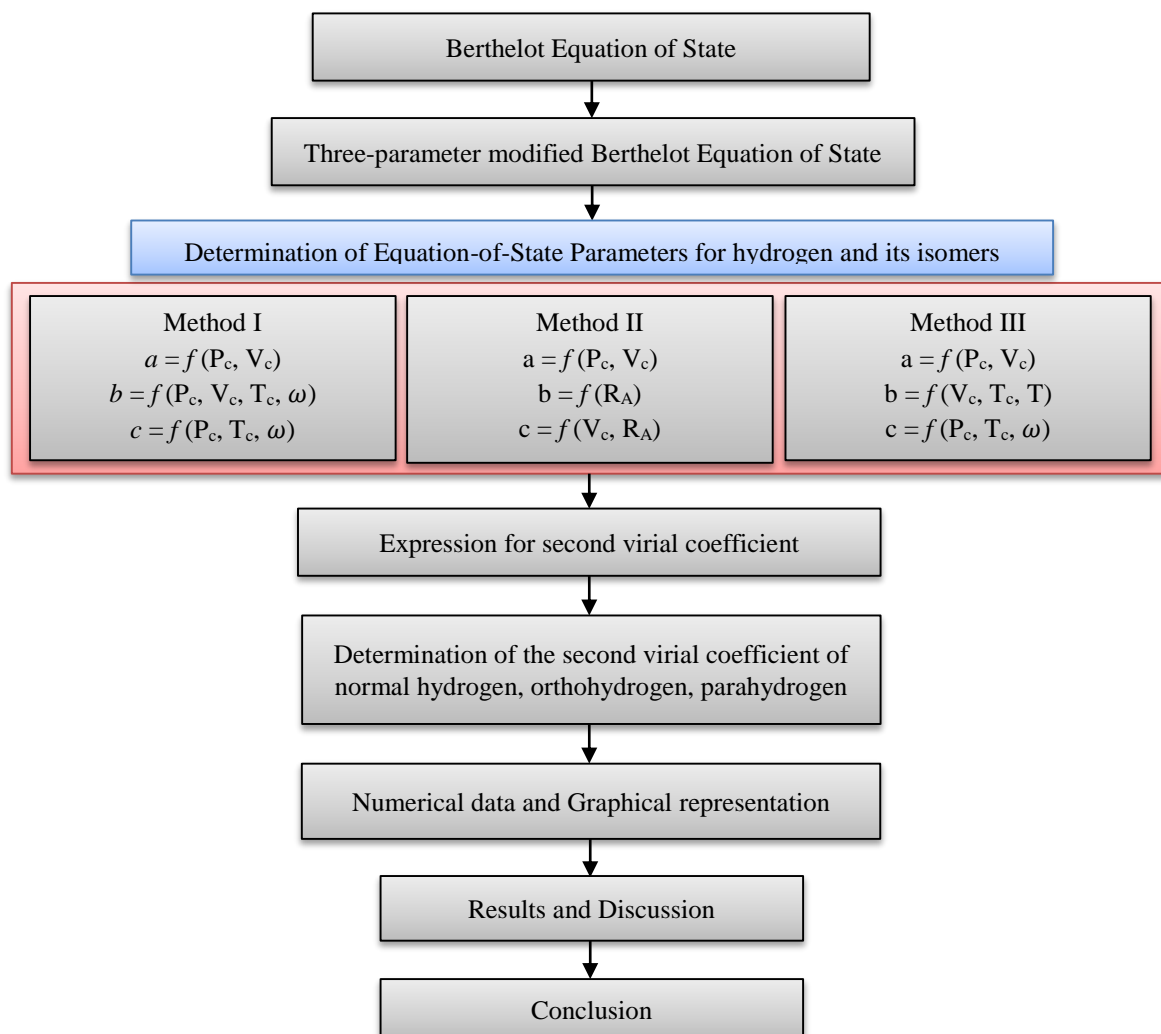 Berthelot Equation of State
Three-parameter modified Berthelot Equation of State
Determination of Equation-of-State Parameters for hydrogen and its isomers
Method I
a = f (Pc, Vc)
b = f (Pc, Vc, Tc, ω)
c = f (Pc, Tc, ω)
Method II
a = f (Pc, Vc)
b = f (RA)
c = f (Vc, RA)
Method III
a = f (Pc, Vc)
b = f (Vc, Tc, T)
c = f (Pc, Tc, ω)
Expression for second virial coefficient
Determination of the second virial coefficient of
normal hydrogen, orthohydrogen, parahydrogen
Numerical data and Graphical representation
Results and Discussion
Conclusion